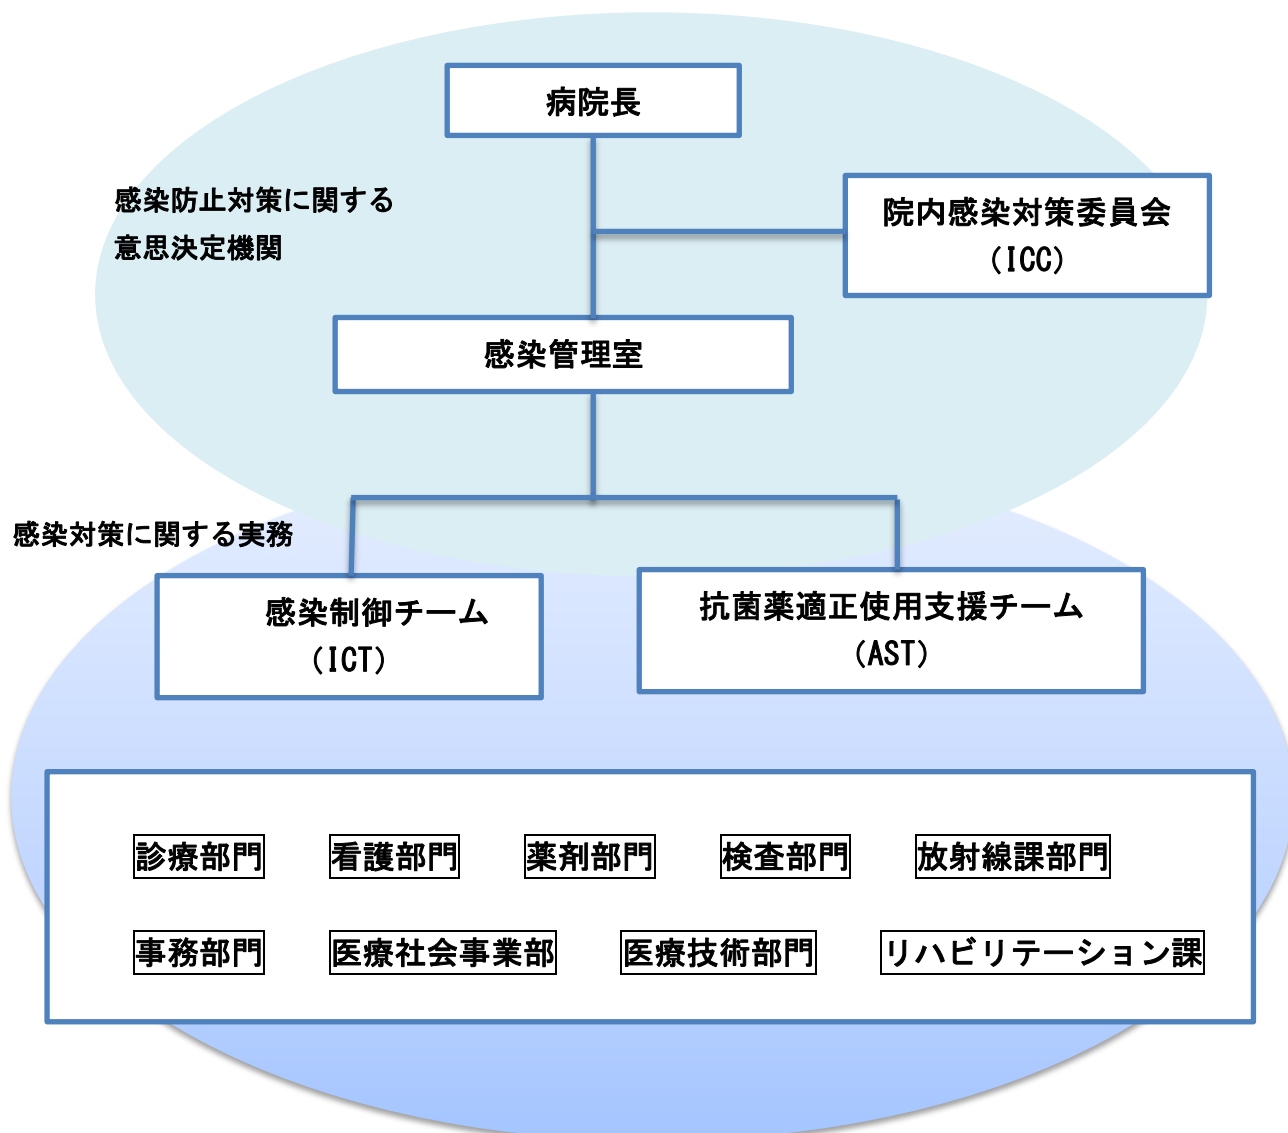 病院長
感染防止対策に関する
意思決定機関
院内感染対策委員会
(ICC)
感染管理室
感染対策に関する実務
感染制御チーム
(ICT)
抗菌薬適正使用支援チーム
(AST)
診療部門 看護部門 薬剤部門 検査部門 放射線課部門
事務部門 医療社会事業部 医療技術部門 リハビリテーション課